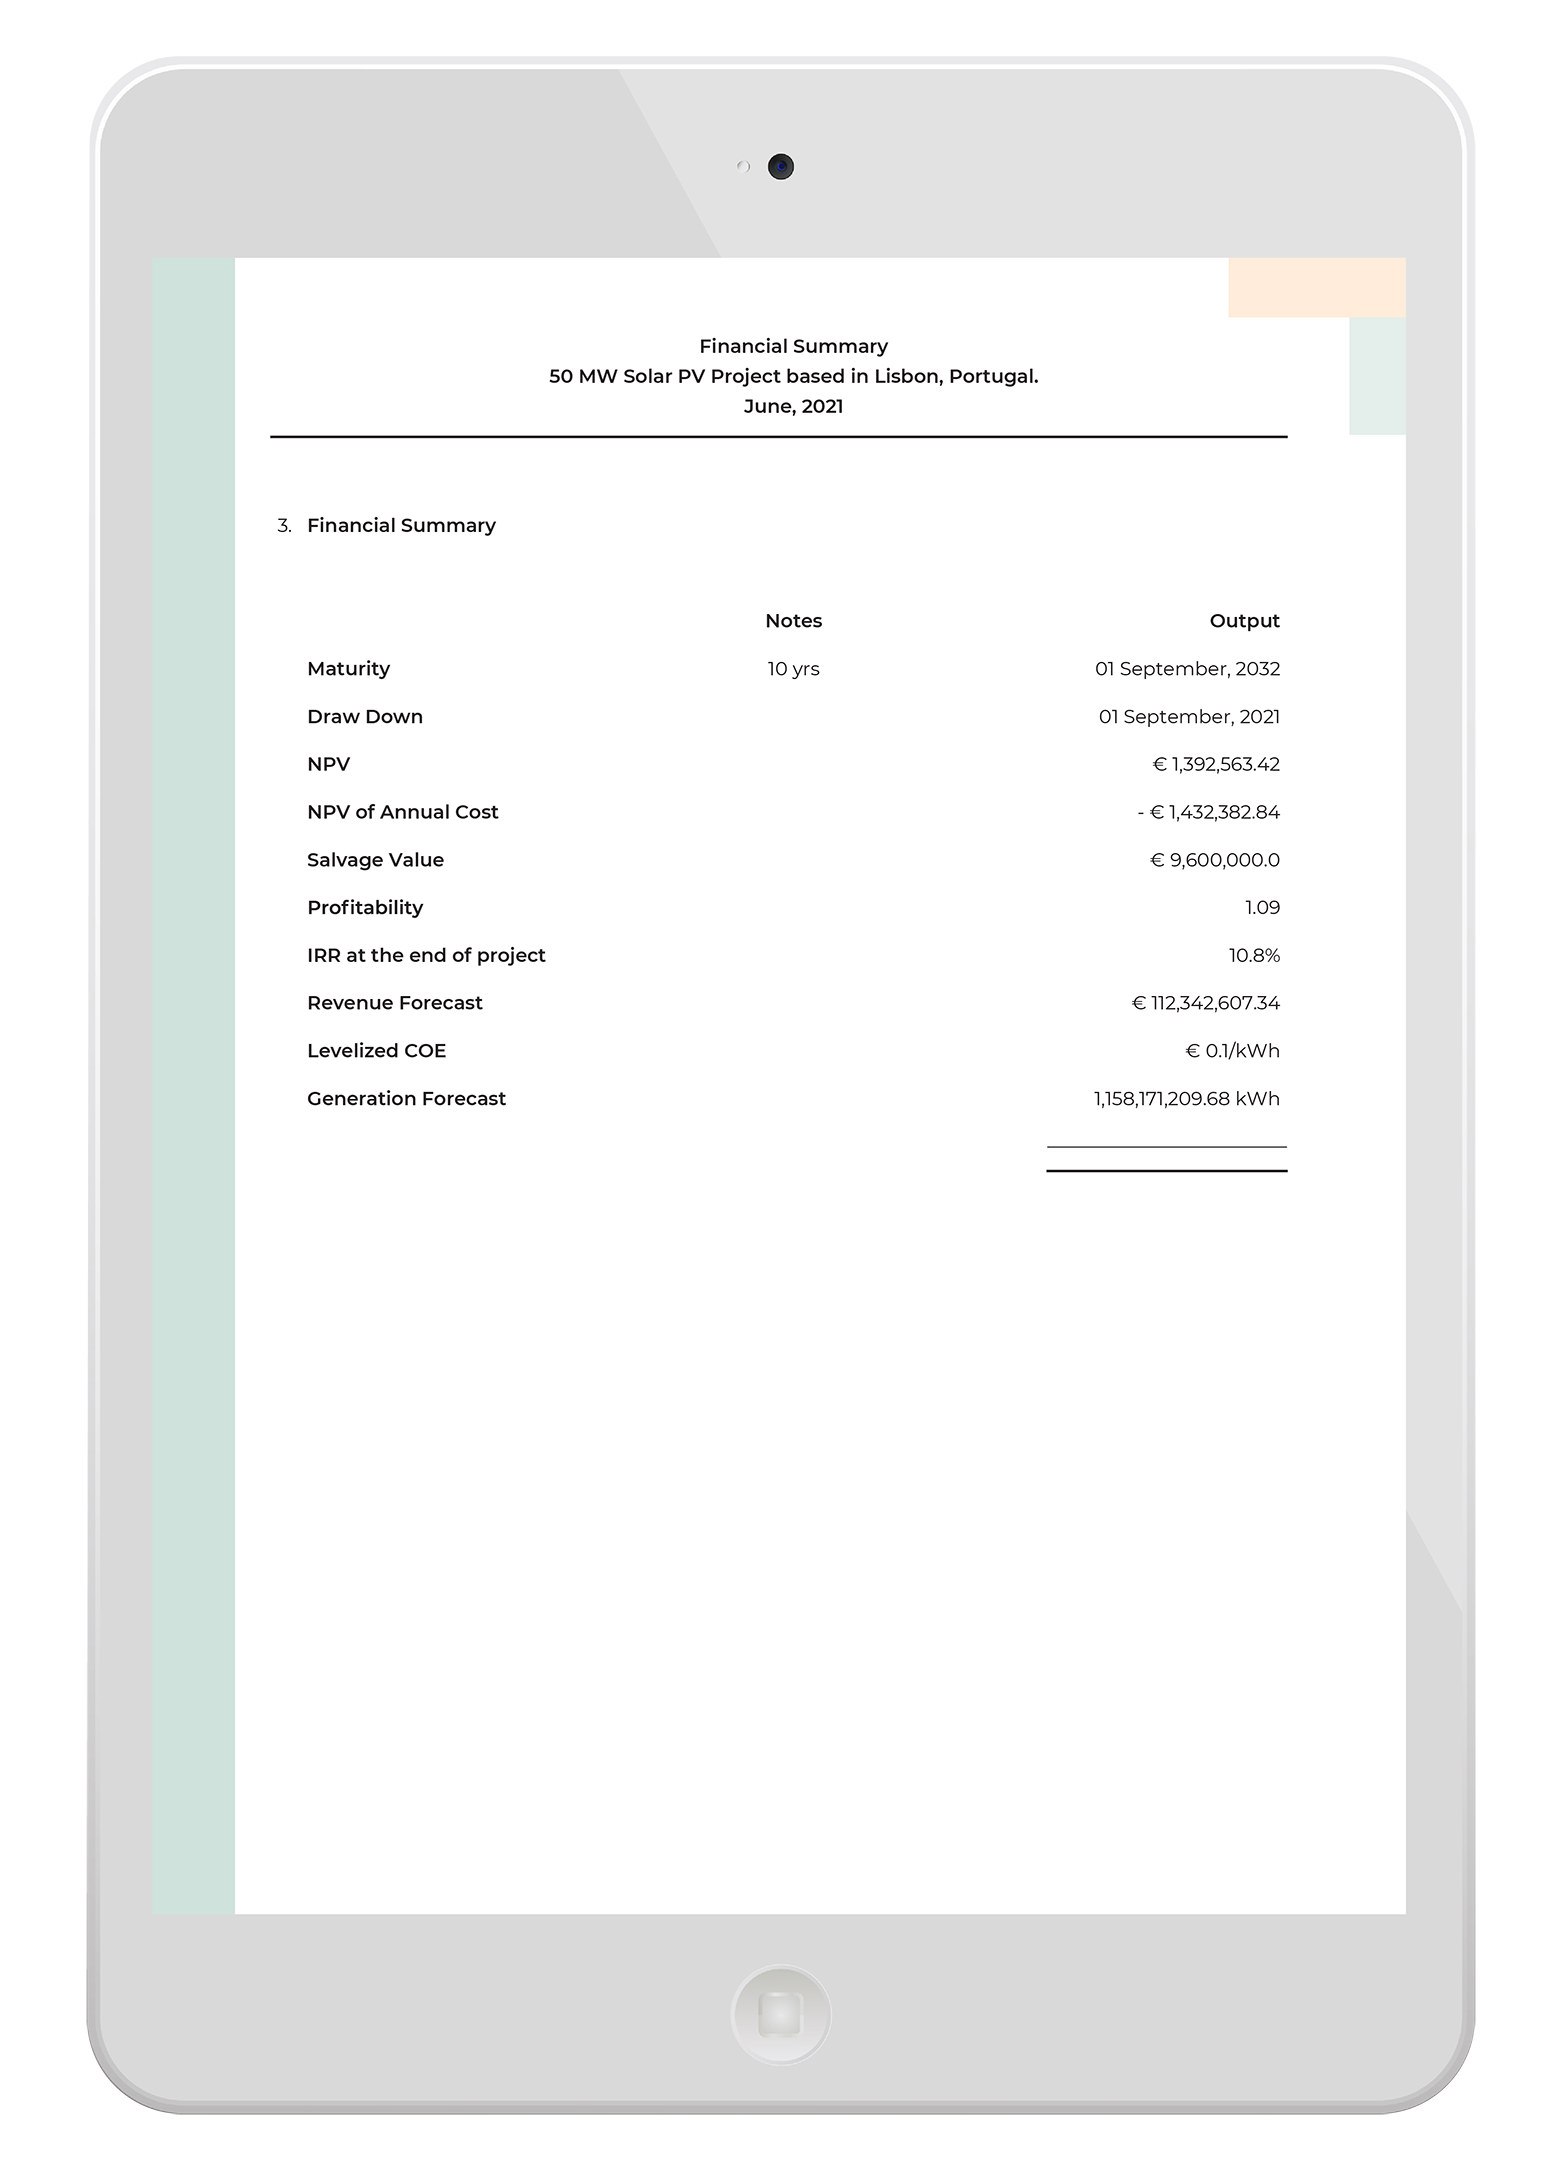 Financial Summary
50 MW Solar PV Project based in Lisbon, Portugal.
June, 2021
3. Financial Summary
Notes Output
Maturity 10 yrs 01 September, 2032
Draw Down 01 September, 2021
NPV € 1,392,563.42
NPV of Annual Cost - € 1,432,382.84
Salvage Value € 9,600,000.0
Profitability 1.09
IRR at the end of project 10.8%
Revenue Forecast € 112,342,607.34
Levelized COE € 0.1/kWh
Generation Forecast 1,158,171,209.68 kWh